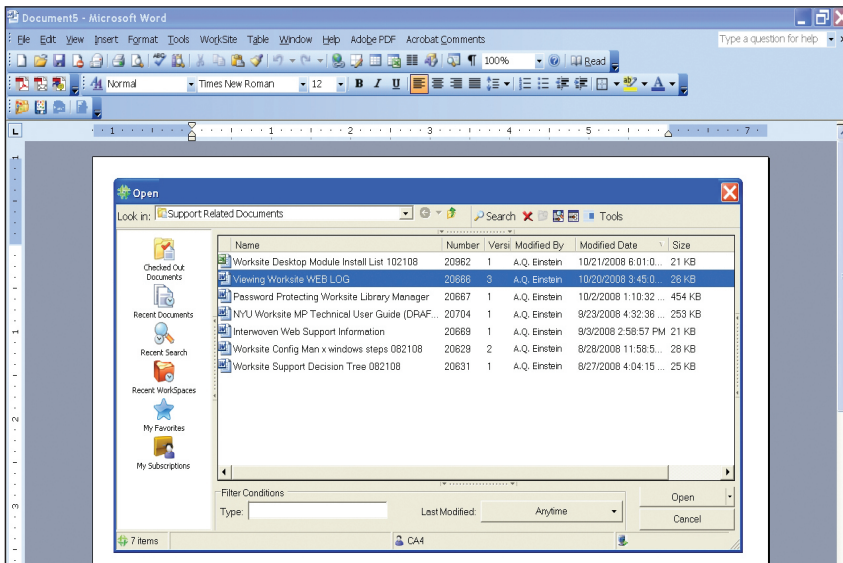 Document5 - Microsoft Word
File Edit View Insert Format Tools WorkSite Table Window Help Adobe PDF Acrobat Comments Type a question for help
100% Read
Normal Times New Roman 12 B I U
L 1 1 2 3 4 5 7
Open
Look in: Support Related Documents Search Tools
Name Number Versi Modified By Modified Date Size
Checked Out Documents
Recent Documents
Recent Search
Recent WorkSpaces
My Favorites
My Subscriptions
Worksite Desktop Module Install List 102108 20962 1 A.Q. Einstein 10/21/2008 6:01:0... 21 KB
Viewing Worksite WEB LOG 20666 3 A.Q. Einstein 10/20/2008 3:45:0... 26 KB
Password Protecting Worksite Library Manager 20667 1 A.Q. Einstein 10/2/2008 1:10:32 ... 454 KB
NYU Worksite MP Technical User Guide (DRAF... 20704 1 A.Q. Einstein 9/23/2008 4:32:36 ... 253 KB
Interwoven Web Support Information 20669 1 A.Q. Einstein 9/3/2008 2:58:57 PM 21 KB
Worksite Config Man x windows steps 082108 20629 2 A.Q. Einstein 8/28/2008 11:58:5... 28 KB
Worksite Support Decision Tree 082108 20631 1 A.Q. Einstein 8/27/2008 4:04:15 ... 25 KB
Filter Conditions
Type: Last Modified: Anytime
Open
Cancel
7 items CA4